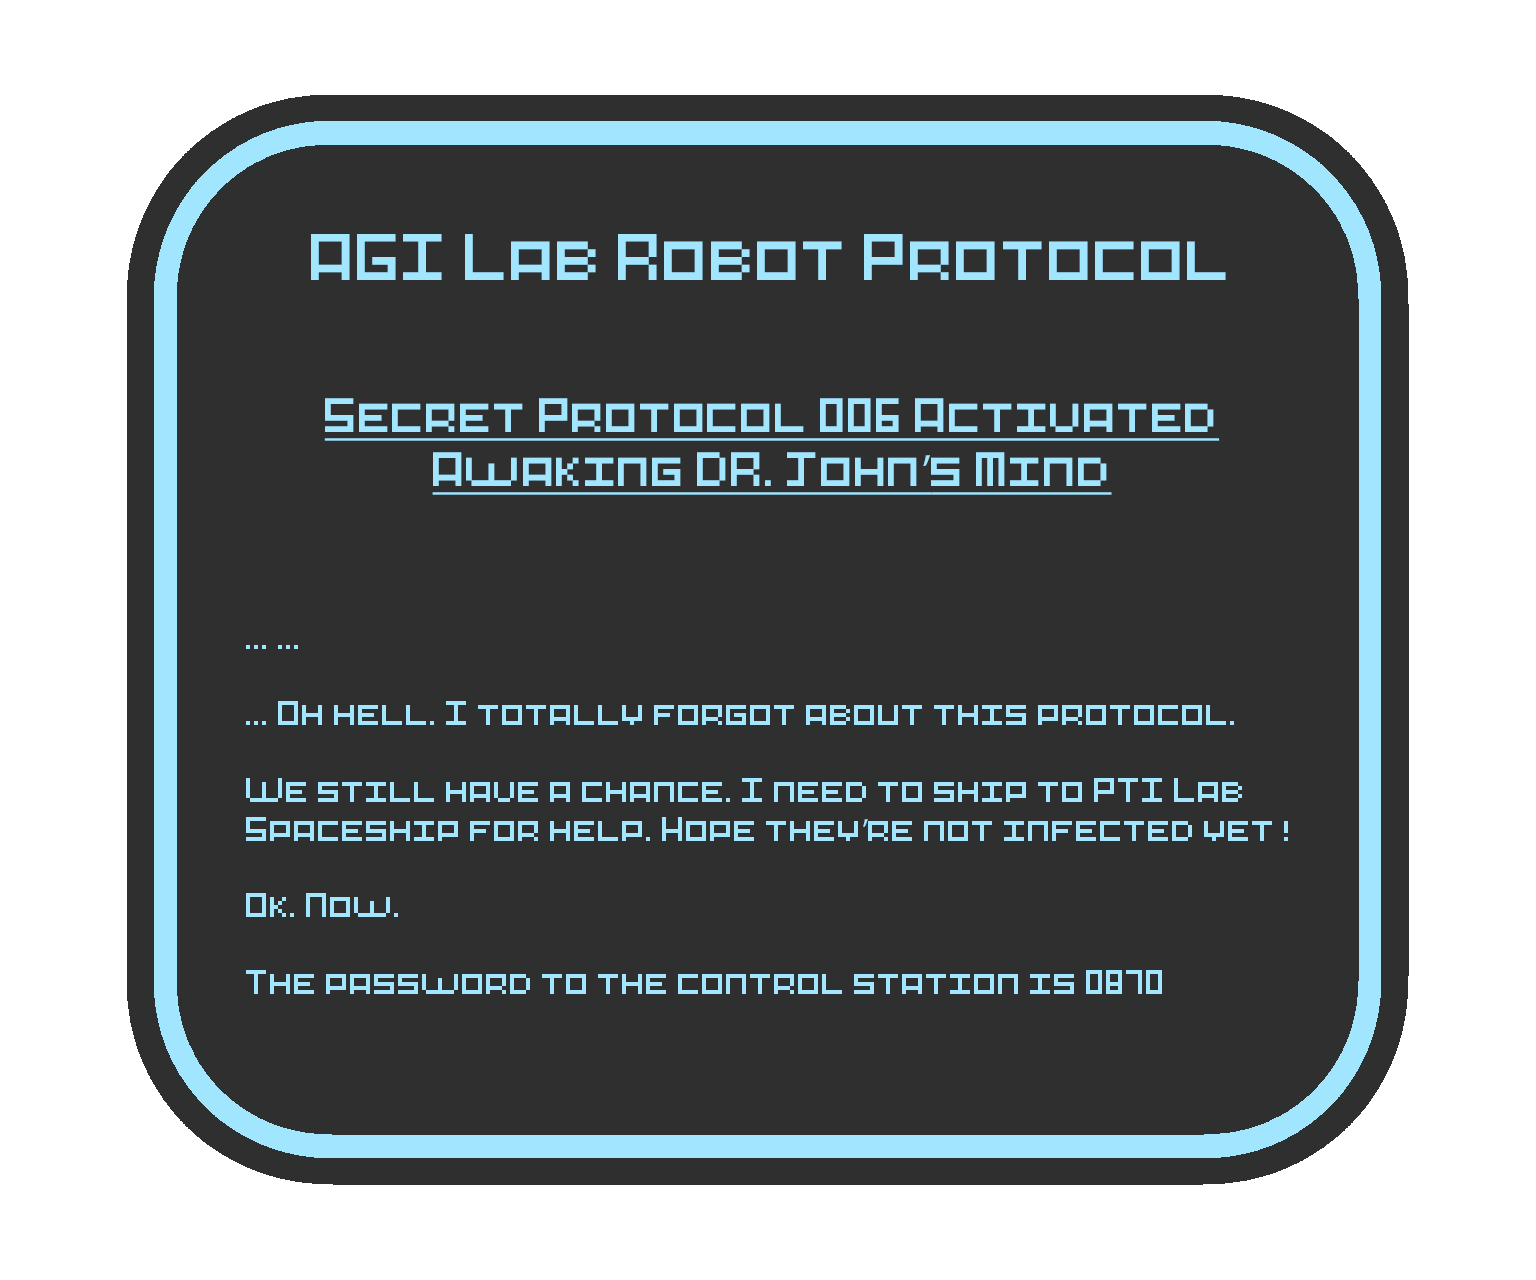 AGI Lab Robot Protocol
Secret Protocol 006 Activated
Awaking DR. John's Mind
... ...
... Oh hell. I totally forgot about this protocol.
We still have a chance. I need to ship to PTI Lab
Spaceship for help. Hope they're not infected yet !
Ok. Now.
The password to the control station is 0870